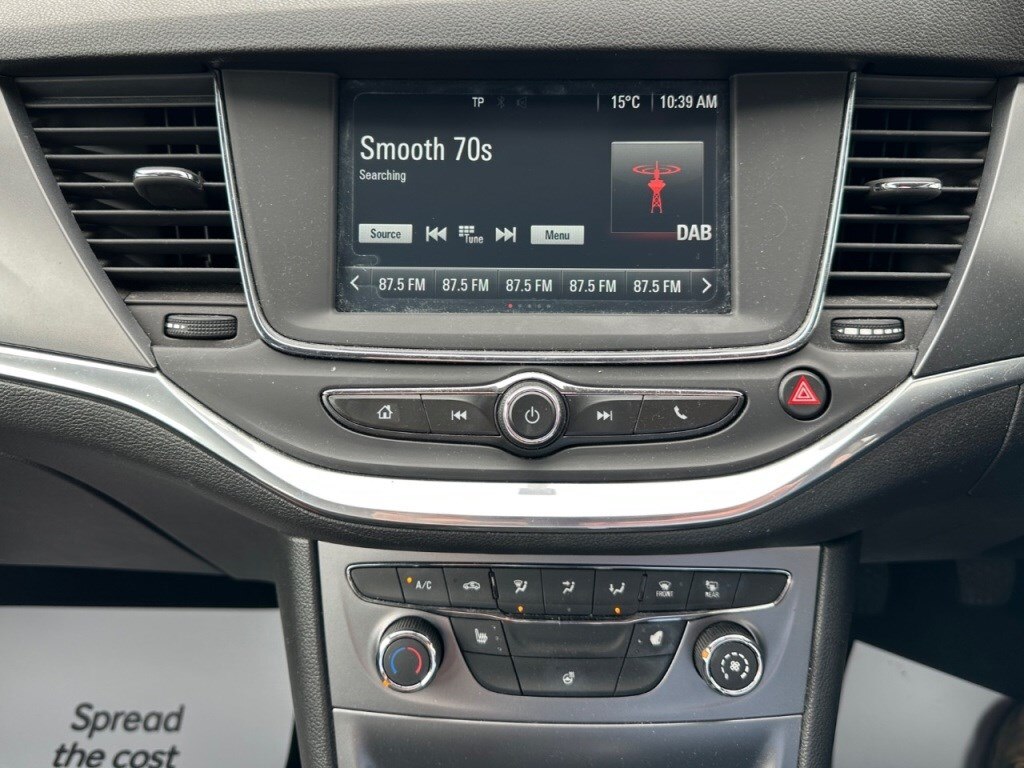 TP 15°C 10:39 AM
Smooth 70s
Searching
Source Tune Menu
DAB
87.5 FM 87.5 FM 87.5 FM 87.5 FM 87.5 FM
A/C FRONT REAR
Spread
the cost